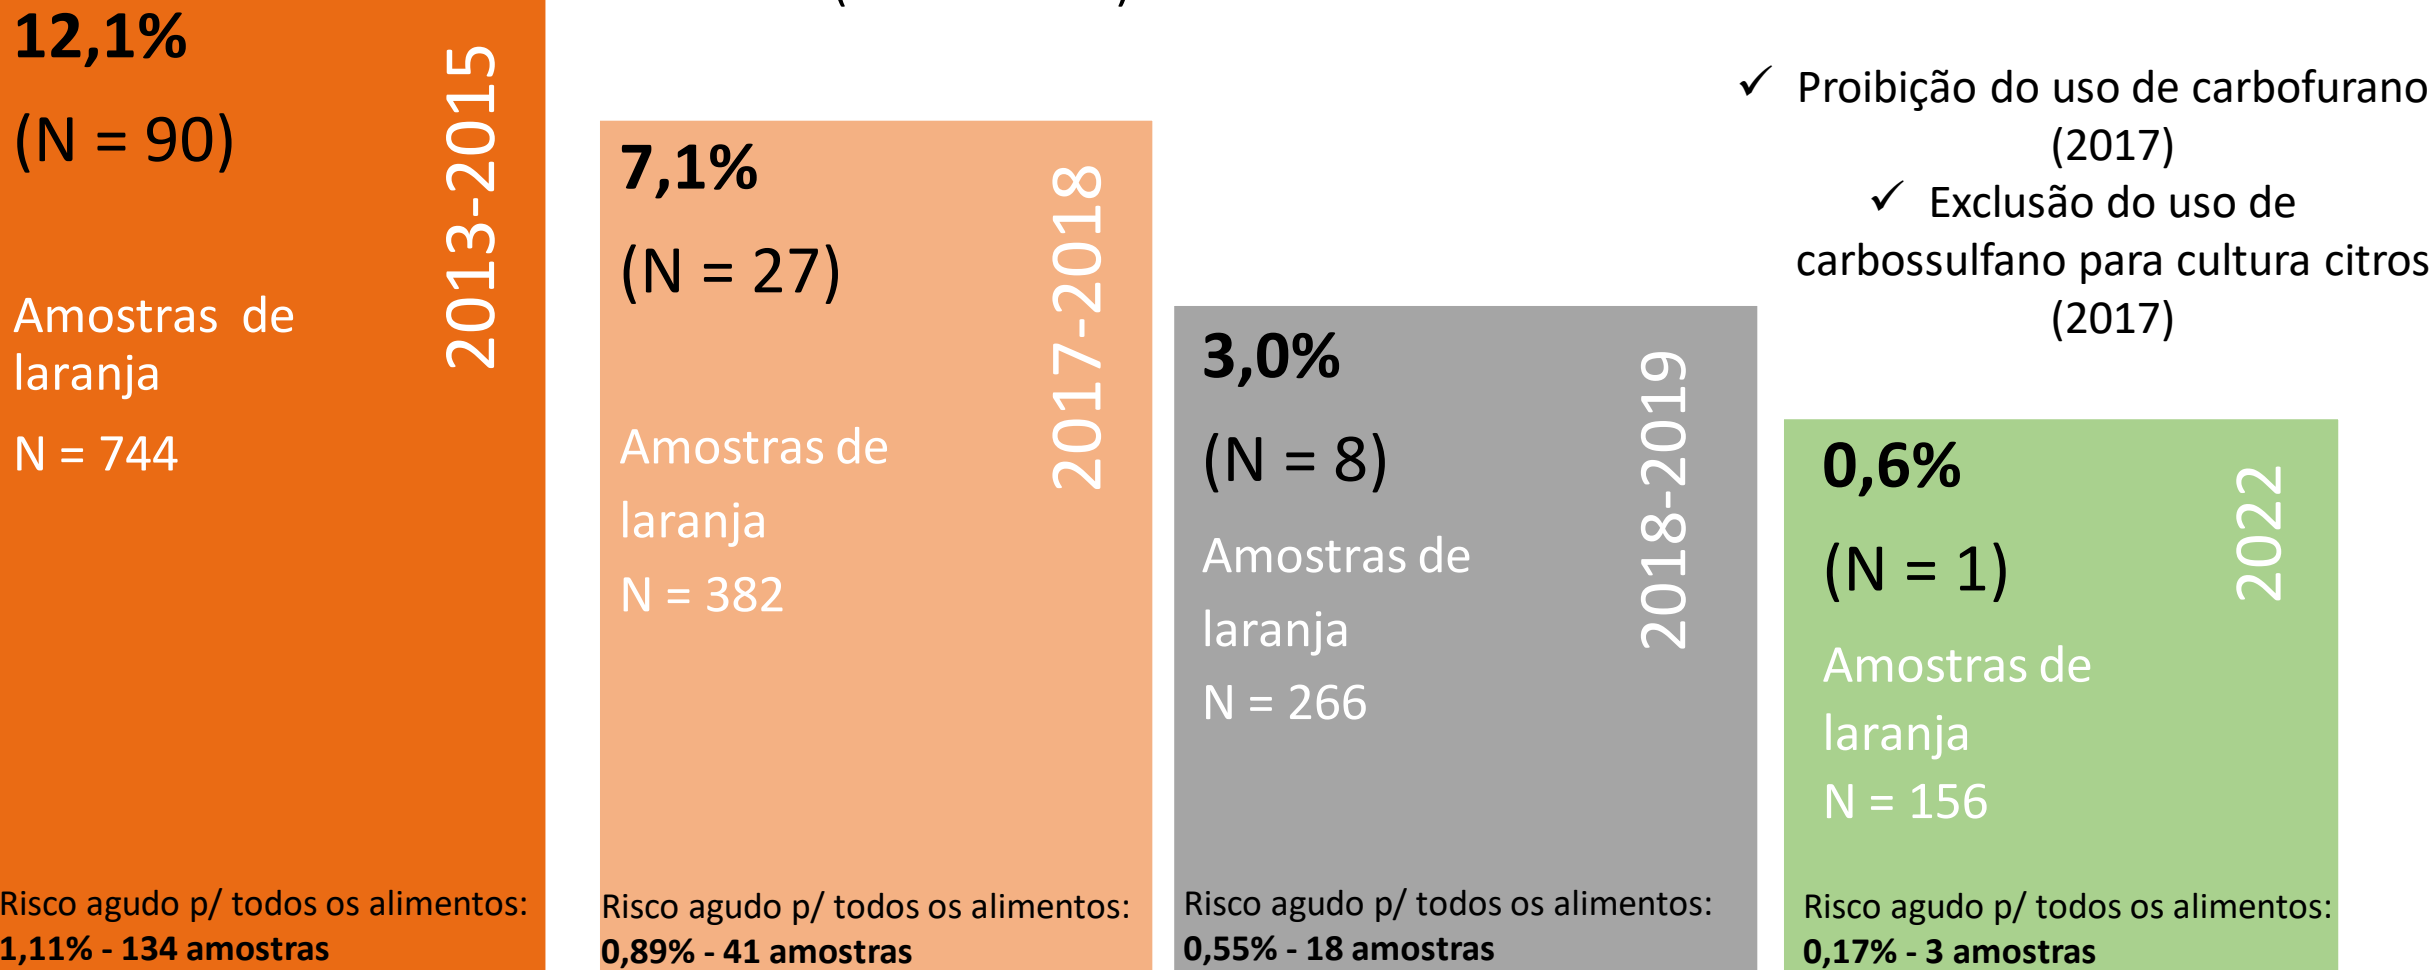 12,1%
(N = 90)
2013-2015
Amostras de
laranja
N = 744
Risco agudo p/ todos os alimentos:
1,11% - 134 amostras
7,1%
(N = 27)
2017-2018
Amostras de
laranja
N = 382
Risco agudo p/ todos os alimentos:
0,89% - 41 amostras
3,0%
(N = 8)
2018-2019
Amostras de
laranja
N = 266
Risco agudo p/ todos os alimentos:
0,55% - 18 amostras
✓ Proibição do uso de carbofurano
(2017)
✓ Exclusão do uso de
carbossulfano para cultura citros
(2017)
0,6%
(N = 1)
2022
Amostras de
laranja
N = 156
Risco agudo p/ todos os alimentos:
0,17% - 3 amostras